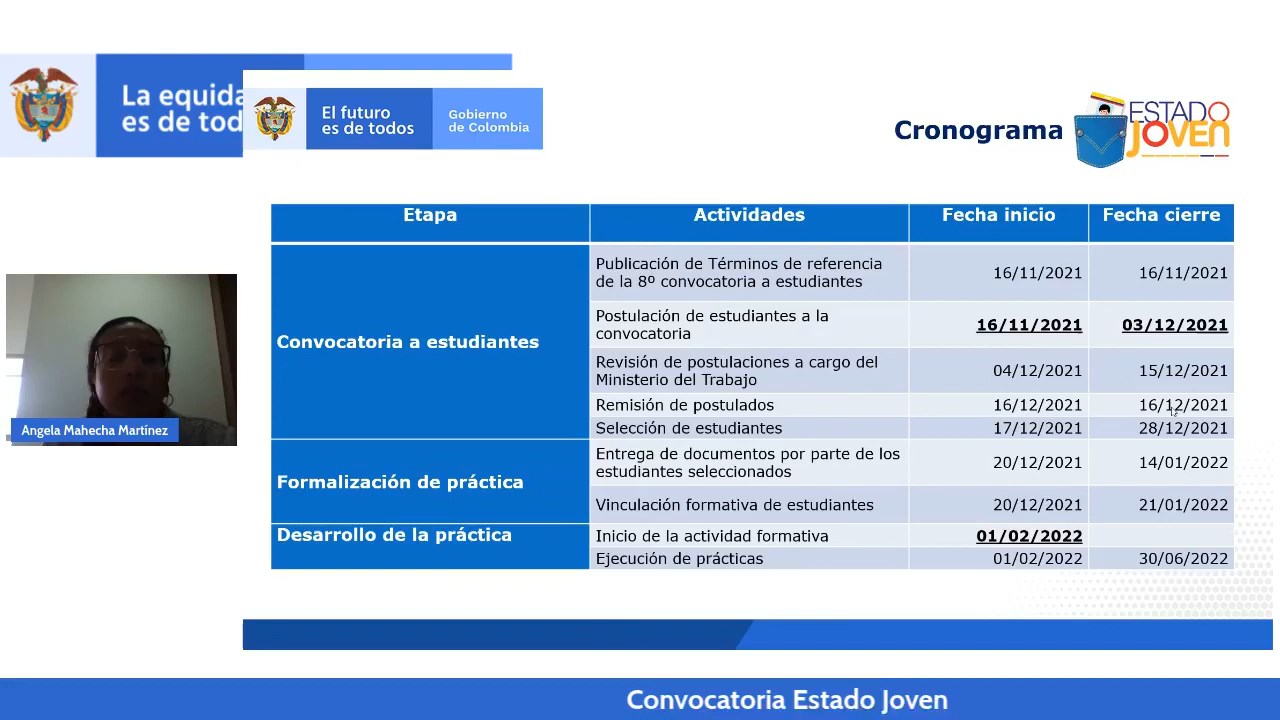 La equida
es de tod
El futuro
es de todos
Gobierno
de Colombia
Cronograma
ESTADO
JOVEN
Etapa
Actividades
Fecha inicio
Fecha cierre
Convocatoria a estudiantes
Publicación de Términos de referencia
de la 8º convocatoria a estudiantes
16/11/2021
16/11/2021
Postulación de estudiantes a la
convocatoria
16/11/2021
03/12/2021
Revisión de postulaciones a cargo del
Ministerio del Trabajo
04/12/2021
15/12/2021
Remisión de postulados
16/12/2021
16/12/2021
Selección de estudiantes
17/12/2021
28/12/2021
Formalización de práctica
Entrega de documentos por parte de los
estudiantes seleccionados
20/12/2021
14/01/2022
Vinculación formativa de estudiantes
20/12/2021
21/01/2022
Desarrollo de la práctica
Inicio de la actividad formativa
01/02/2022
Ejecución de prácticas
01/02/2022
30/06/2022
Angela Mahecha Martínez
Convocatoria Estado Joven